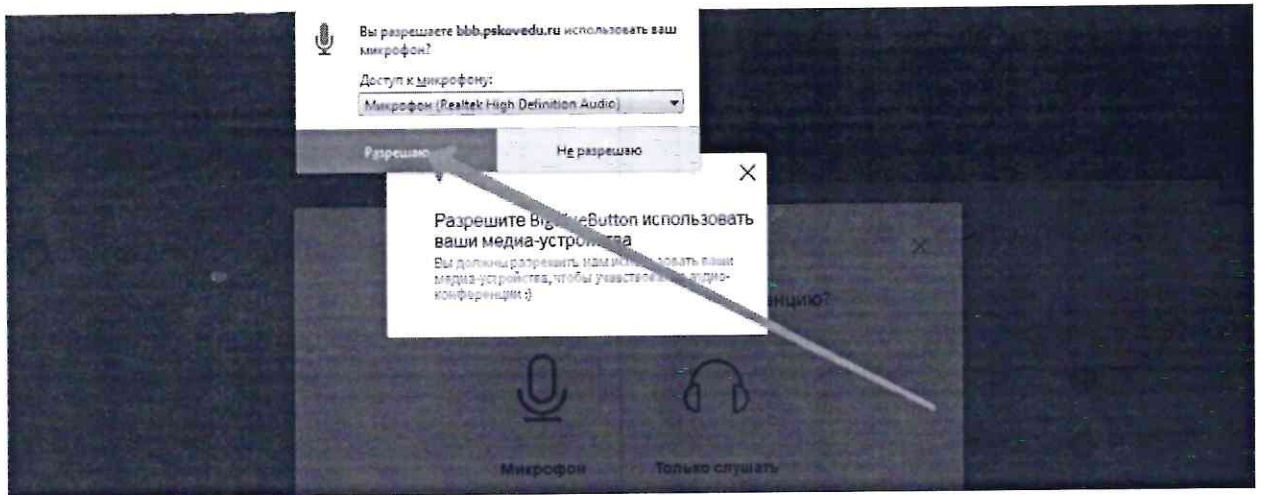 Вы разрешаете bbb.pskovedu.ru использовать ваш
микрофон?
Доступ к микрофону:
Микрофон (Realtek High Definition Audio)
Разрешаю
Не разрешаю
Разрешите BigBlueButton использовать
ваши медиа-устройства
Вы должны разрешить нам использовать ваши
медиа-устройства, чтобы участвовать в аудио-
конференции :)
Микрофон
Только слушать